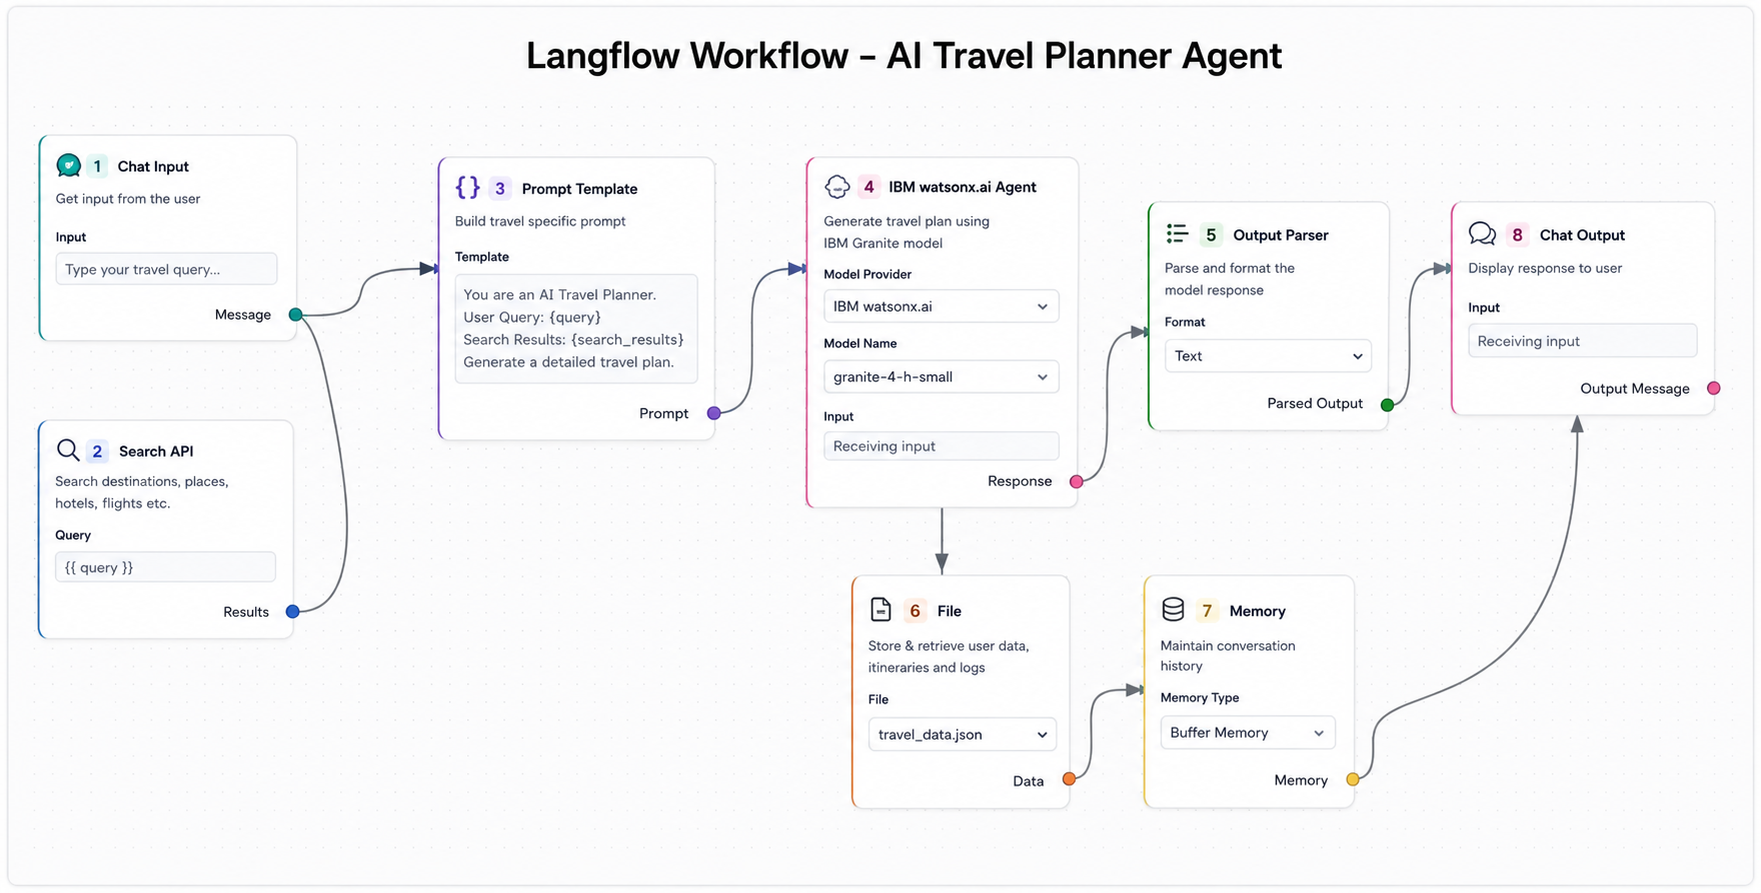 Langflow Workflow – AI Travel Planner Agent
1 Chat Input
Get input from the user
Input
Type your travel query...
Message
2 Search API
Search destinations, places,
hotels, flights etc.
Query
{{ query }}
Results
{} 3 Prompt Template
Build travel specific prompt
Template
You are an AI Travel Planner.
User Query: {query}
Search Results: {search_results}
Generate a detailed travel plan.
Prompt
4 IBM watsonx.ai Agent
Generate travel plan using
IBM Granite model
Model Provider
IBM watsonx.ai
Model Name
granite-4-h-small
Input
Receiving input
Response
5 Output Parser
Parse and format the
model response
Format
Text
Parsed Output
6 File
Store & retrieve user data,
itineraries and logs
File
travel_data.json
Data
7 Memory
Maintain conversation
history
Memory Type
Buffer Memory
Memory
8 Chat Output
Display response to user
Input
Receiving input
Output Message